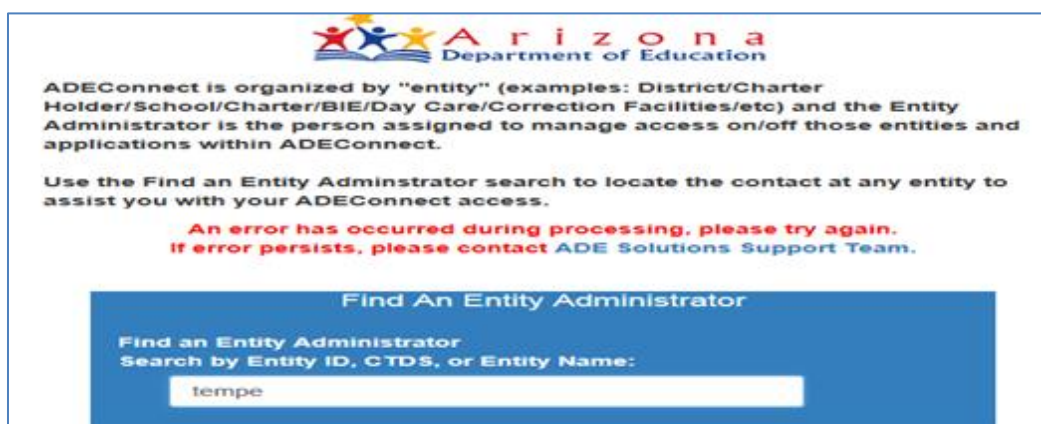 Arizona
Department of Education
ADEConnect is organized by "entity" (examples: District/Charter
Holder/School/Charter/BIE/Day Care/Correction Facilities/etc) and the Entity
Administrator is the person assigned to manage access on/off those entities and
applications within ADEConnect.
Use the Find an Entity Adminstrator search to locate the contact at any entity to
assist you with your ADEConnect access.
An error has occurred during processing, please try again.
If error persists, please contact ADE Solutions Support Team.
Find An Entity Administrator
Find an Entity Administrator
Search by Entity ID, CTDS, or Entity Name:
tempe